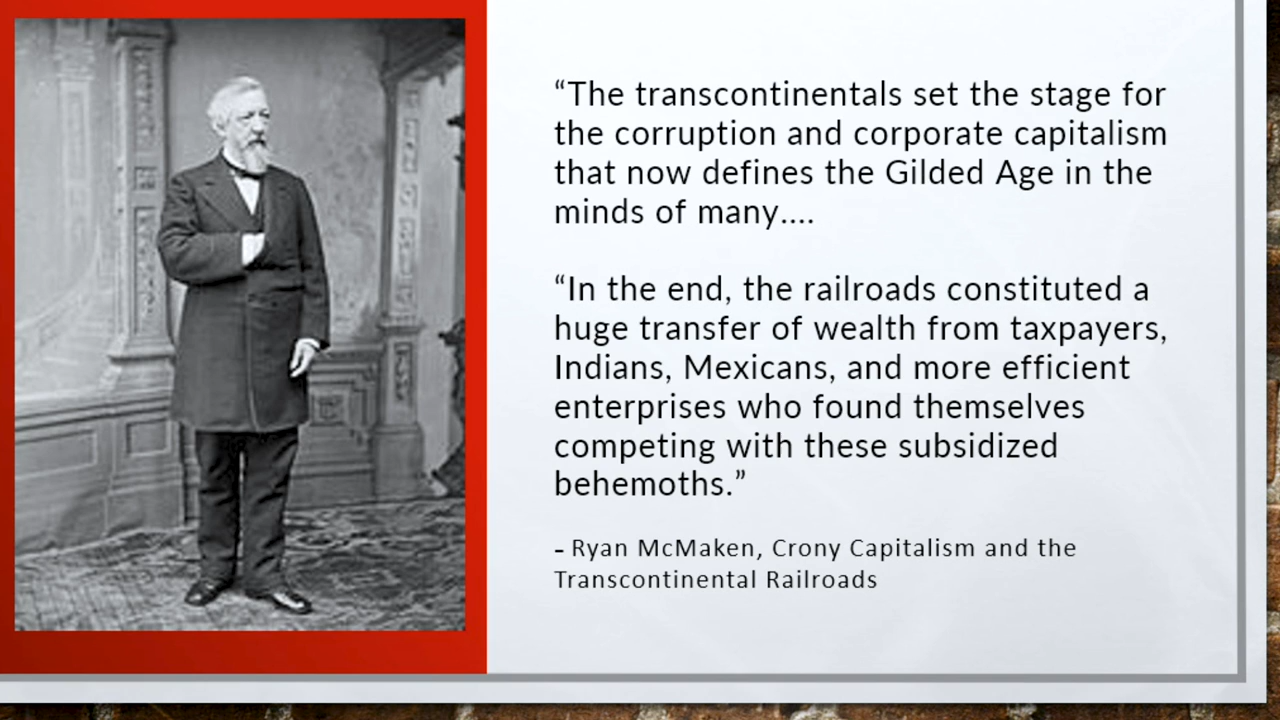 “The transcontinentals set the stage for
the corruption and corporate capitalism
that now defines the Gilded Age in the
minds of many....
“In the end, the railroads constituted a
huge transfer of wealth from taxpayers,
Indians, Mexicans, and more efficient
enterprises who found themselves
competing with these subsidized
behemoths.”
– Ryan McMaken, Crony Capitalism and the
Transcontinental Railroads